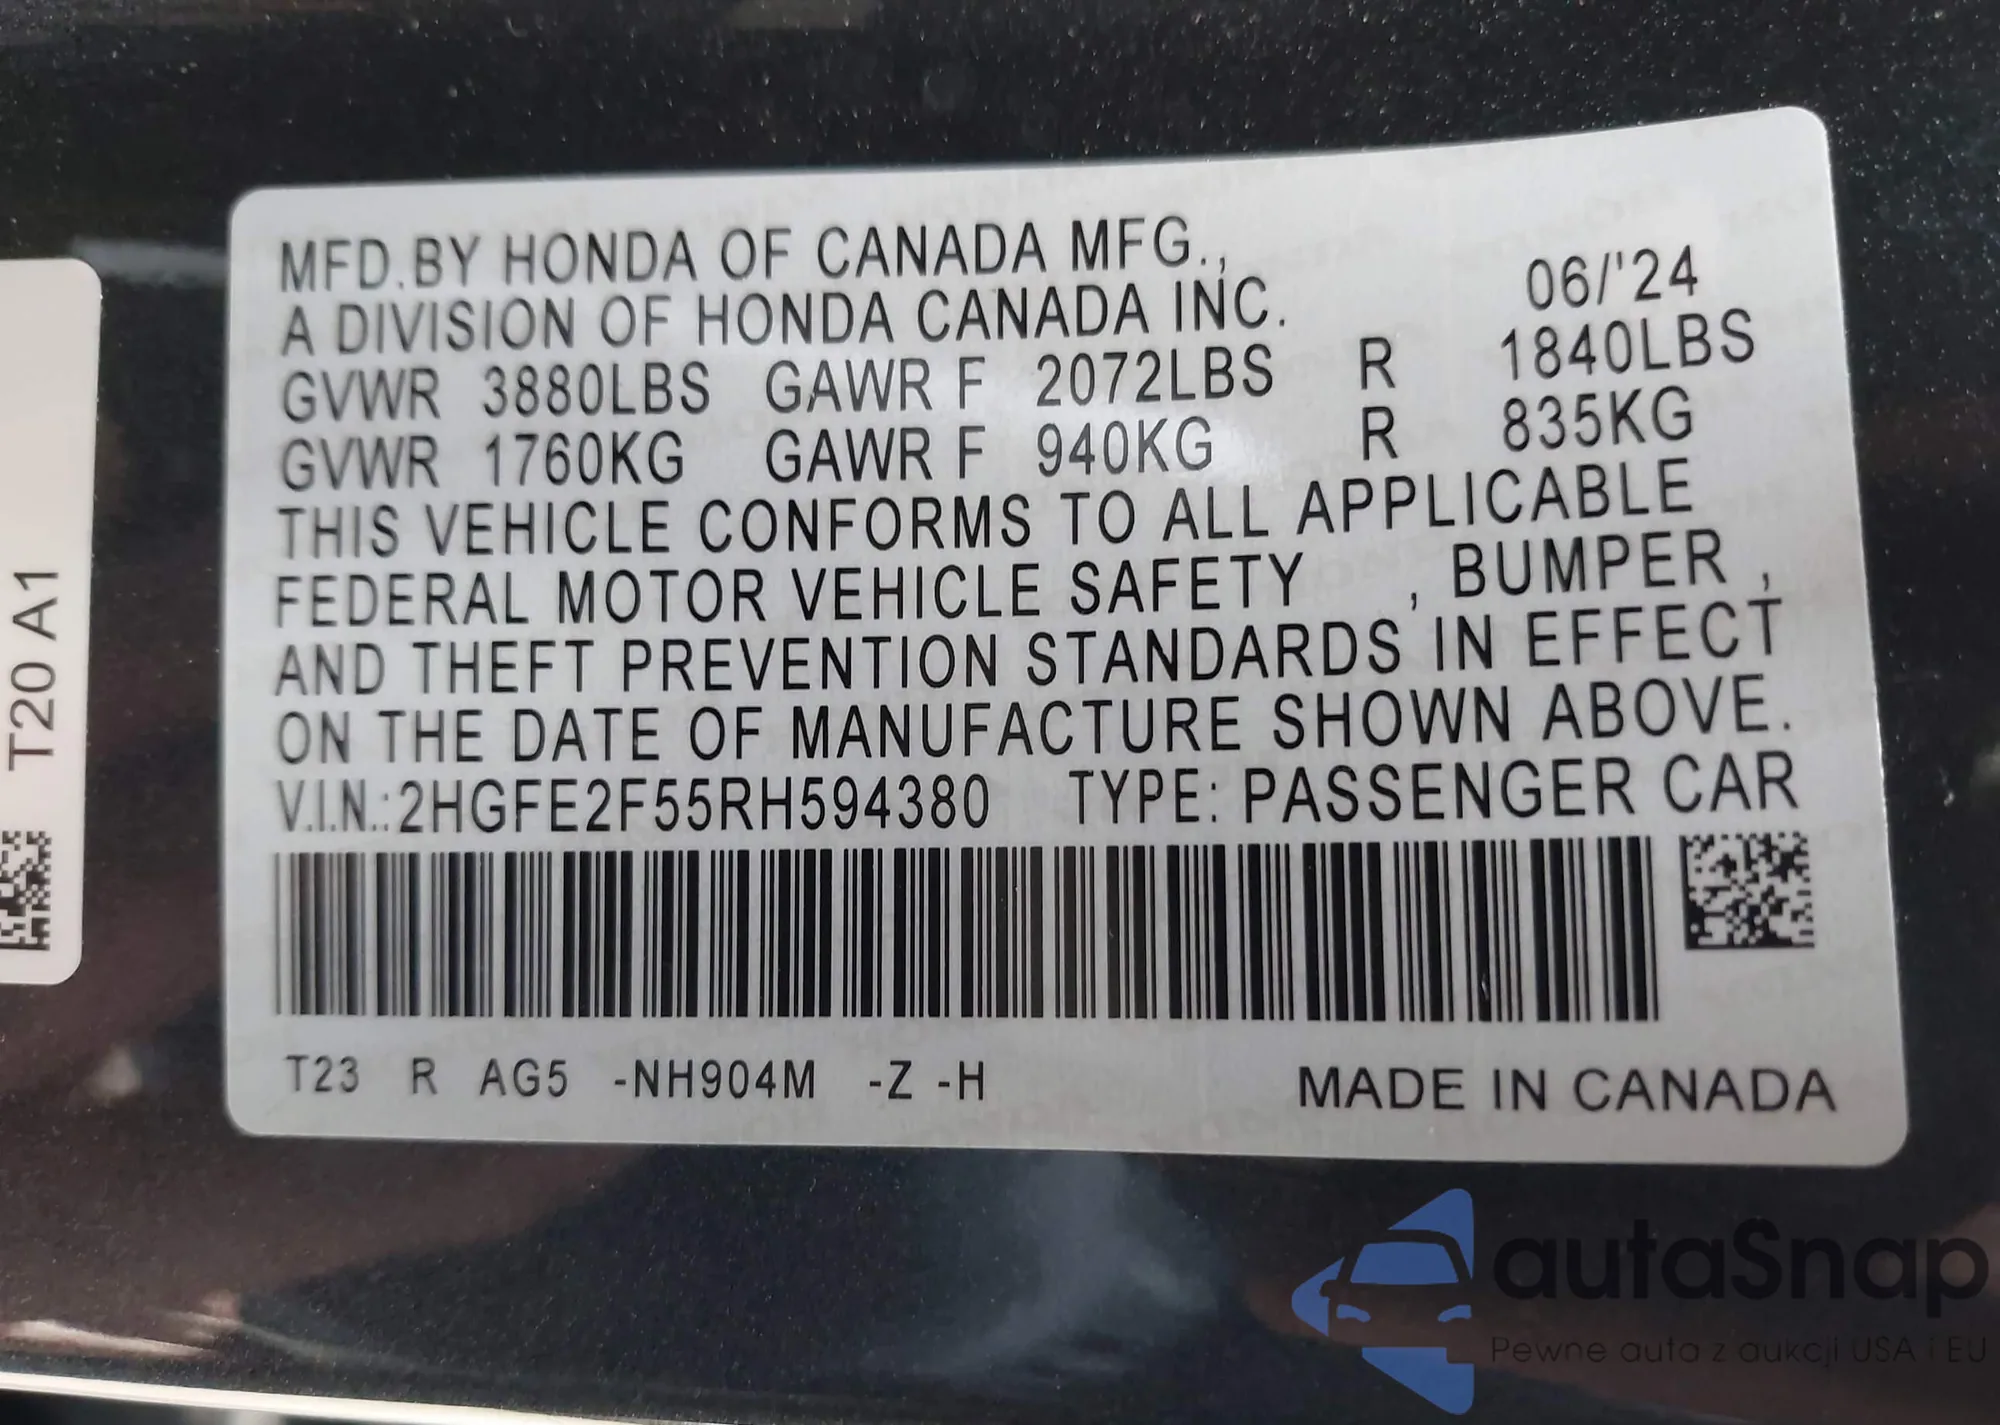 MFD.BY HONDA OF CANADA MFG.,
A DIVISION OF HONDA CANADA INC. 06/'24
GVWR 3880LBS GAWR F 2072LBS R 1840LBS
GVWR 1760KG GAWR F 940KG R 835KG
THIS VEHICLE CONFORMS TO ALL APPLICABLE
FEDERAL MOTOR VEHICLE SAFETY , BUMPER ,
AND THEFT PREVENTION STANDARDS IN EFFECT
ON THE DATE OF MANUFACTURE SHOWN ABOVE.
V.I.N.:2HGFE2F55RH594380 TYPE: PASSENGER CAR
T23 R AG5 -NH904M -Z -H MADE IN CANADA
T20 A1
autaSnap
Pewne auta z aukcji USA i EU